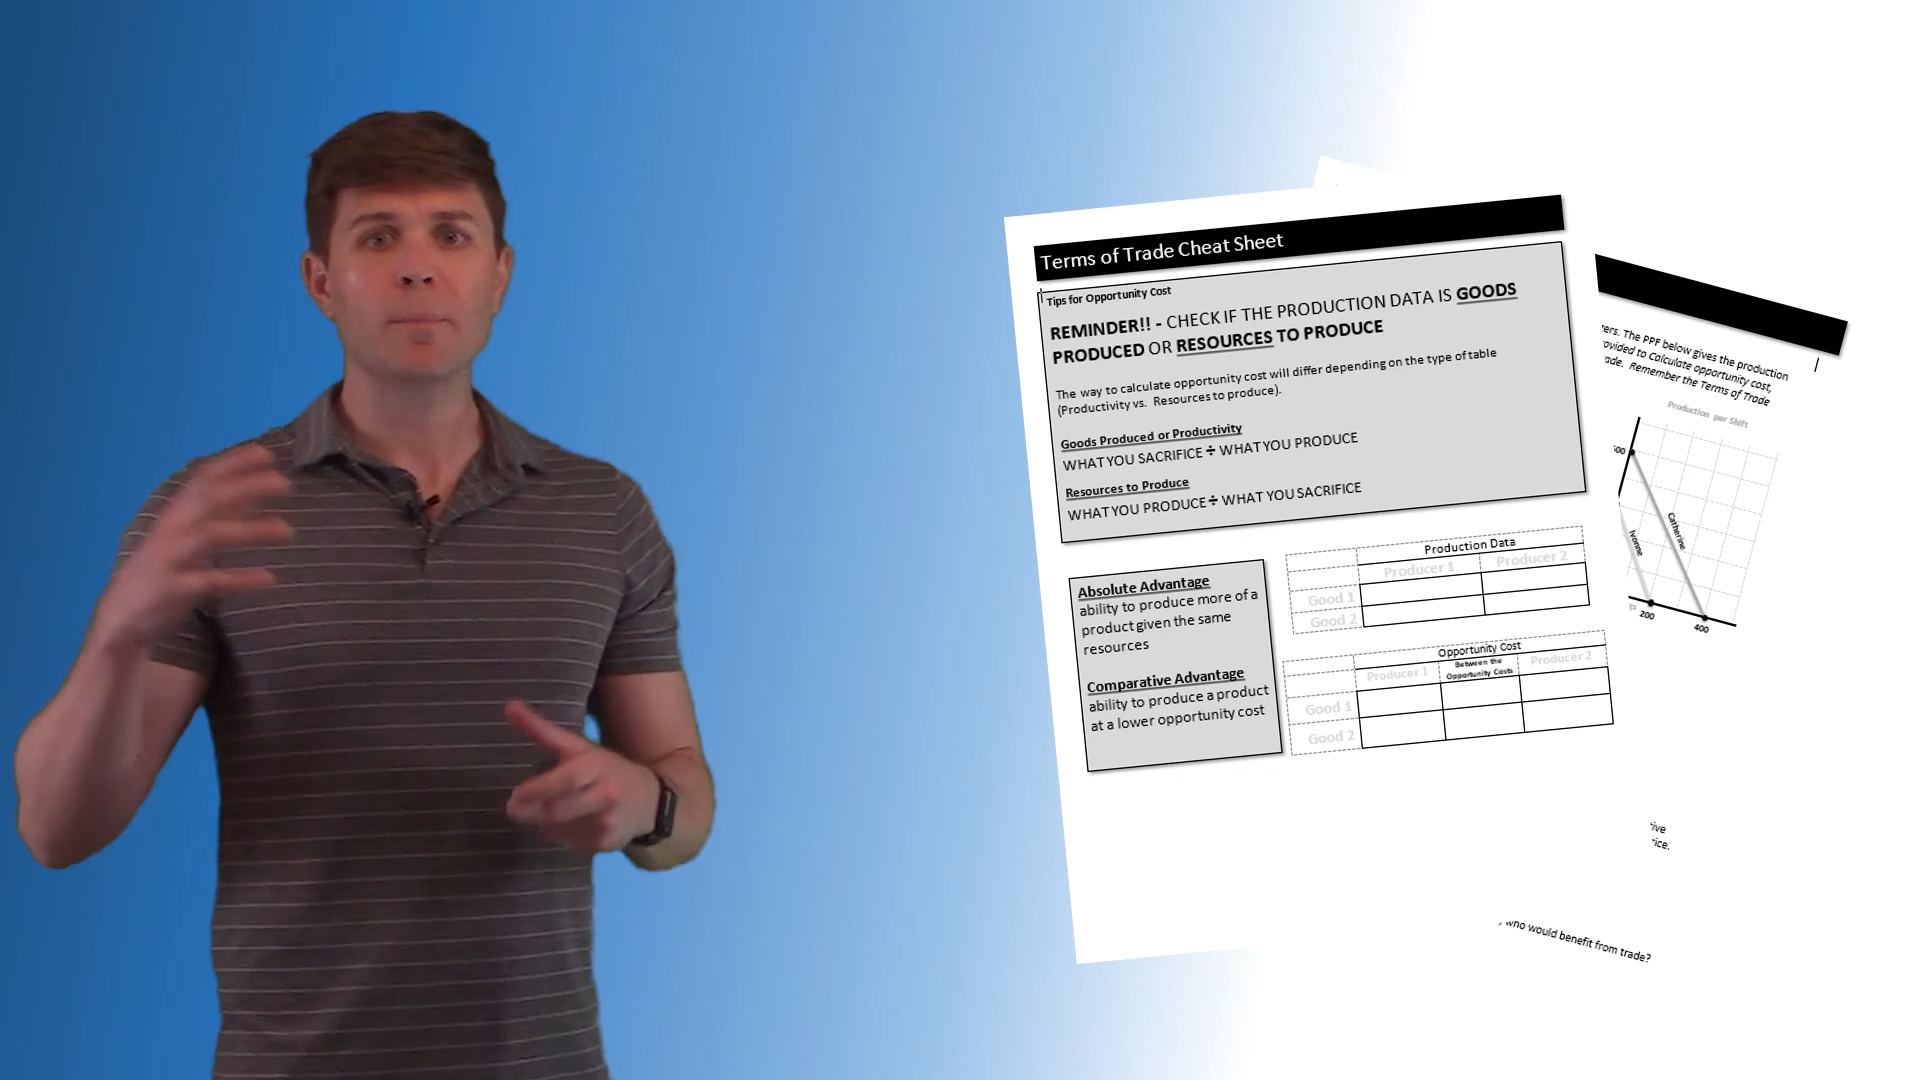 Terms of Trade Cheat Sheet
Tips for Opportunity Cost
REMINDER!! - CHECK IF THE PRODUCTION DATA IS GOODS
PRODUCED OR RESOURCES TO PRODUCE
The way to calculate opportunity cost will differ depending on the type of table
(Productivity vs. Resources to produce).
Goods Produced or Productivity
WHAT YOU SACRIFICE ÷ WHAT YOU PRODUCE
Resources to Produce
WHAT YOU PRODUCE ÷ WHAT YOU SACRIFICE
Absolute Advantage
ability to produce more of a
product given the same
resources
Comparative Advantage
ability to produce a product
at a lower opportunity cost
Production Data
Producer 1 Producer 2
Good 1
Good 2
Opportunity Cost
Producer 1 Between the Opportunity Costs Producer 2
Good 1
Good 2
The PPF below gives the production
to Calculate opportunity cost,
Remember the Terms of Trade
Production per Shift
Catherine
Ivonne
200
400
who would benefit from trade?